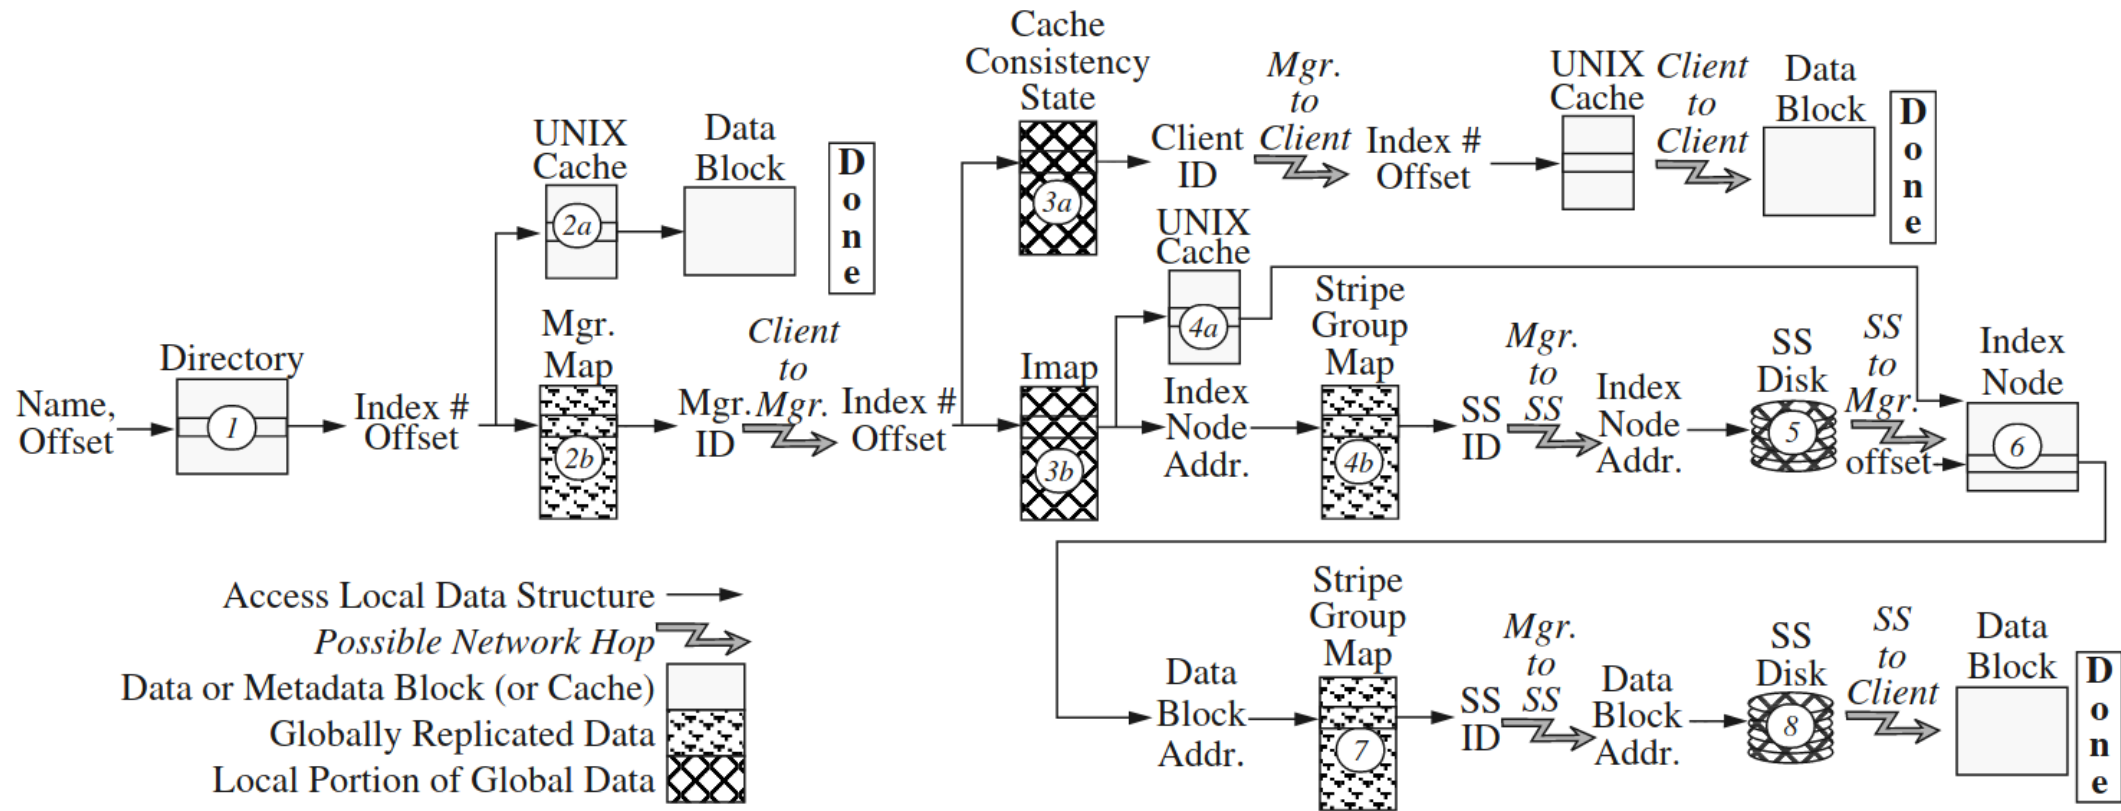 Name,
Offset
Directory
1
Index #
Offset
UNIX
Cache
2a
Data
Block
D
o
n
e
Mgr.
Map
2b
Mgr.
ID
Client
to
Mgr.
Index #
Offset
Cache
Consistency
State
3a
Client
ID
Mgr.
to
Client
Index #
Offset
UNIX
Cache
Client
to
Client
Data
Block
D
o
n
e
Imap
3b
UNIX
Cache
4a
Index
Node
Addr.
Stripe
Group
Map
4b
SS
ID
Mgr.
to
SS
Index
Node
Addr.
SS
Disk
5
SS
to
Mgr.
offset
Index
Node
6
Data
Block
Addr.
Stripe
Group
Map
7
SS
ID
Mgr.
to
SS
Data
Block
Addr.
SS
Disk
8
SS
to
Client
Data
Block
D
o
n
e
Access Local Data Structure
Possible Network Hop
Data or Metadata Block (or Cache)
Globally Replicated Data
Local Portion of Global Data